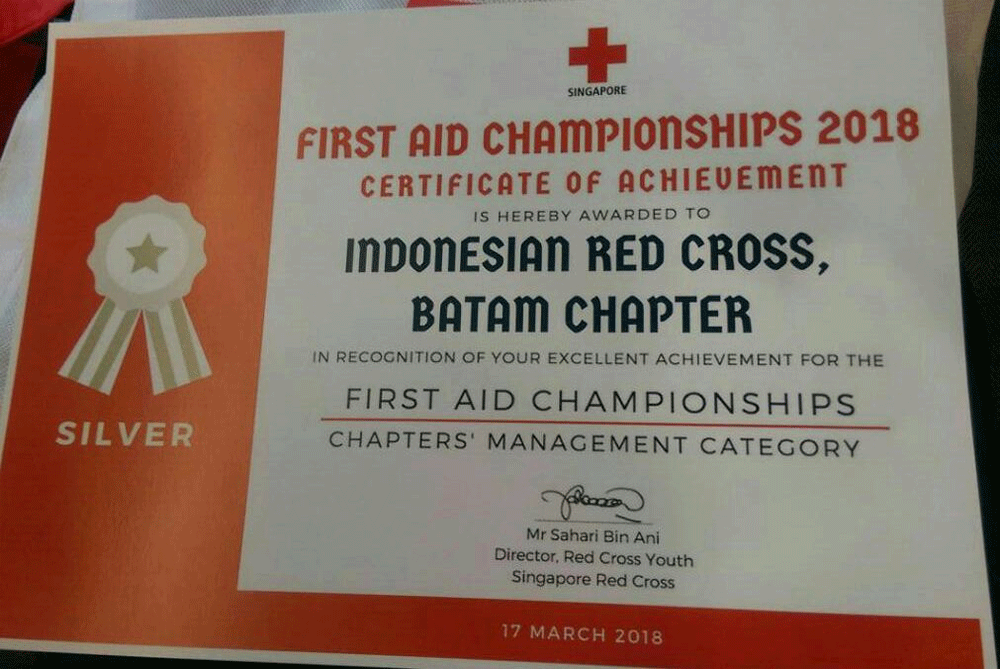 SINGAPORE
FIRST AID CHAMPIONSHIPS 2018
CERTIFICATE OF ACHIEVEMENT
IS HEREBY AWARDED TO
INDONESIAN RED CROSS,
BATAM CHAPTER
IN RECOGNITION OF YOUR EXCELLENT ACHIEVEMENT FOR THE
FIRST AID CHAMPIONSHIPS
CHAPTERS' MANAGEMENT CATEGORY
SILVER
Mr Sahari Bin Ani
Director, Red Cross Youth
Singapore Red Cross
17 MARCH 2018